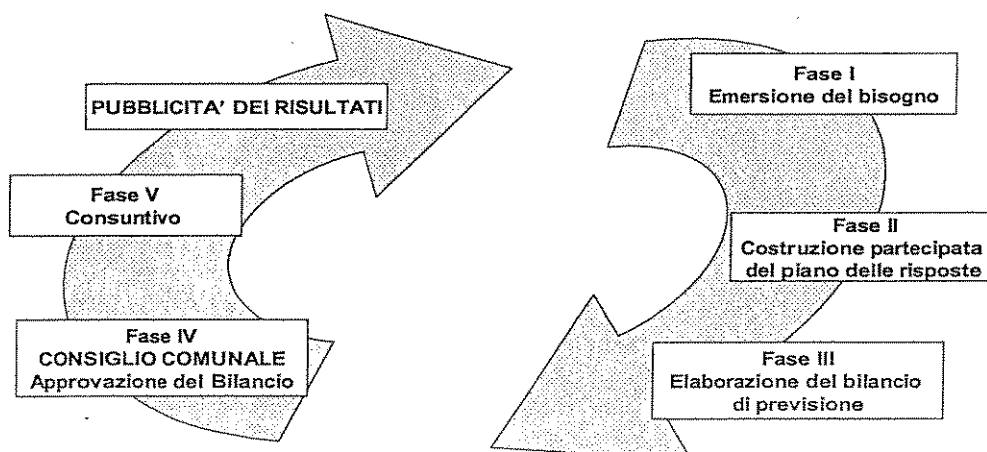 Fase I
Emersione del bisogno
Fase II
Costruzione partecipata
del piano delle risposte
Fase III
Elaborazione del bilancio
di previsione
Fase IV
CONSIGLIO COMUNALE
Approvazione del Bilancio
Fase V
Consuntivo
PUBBLICITA' DEI RISULTATI